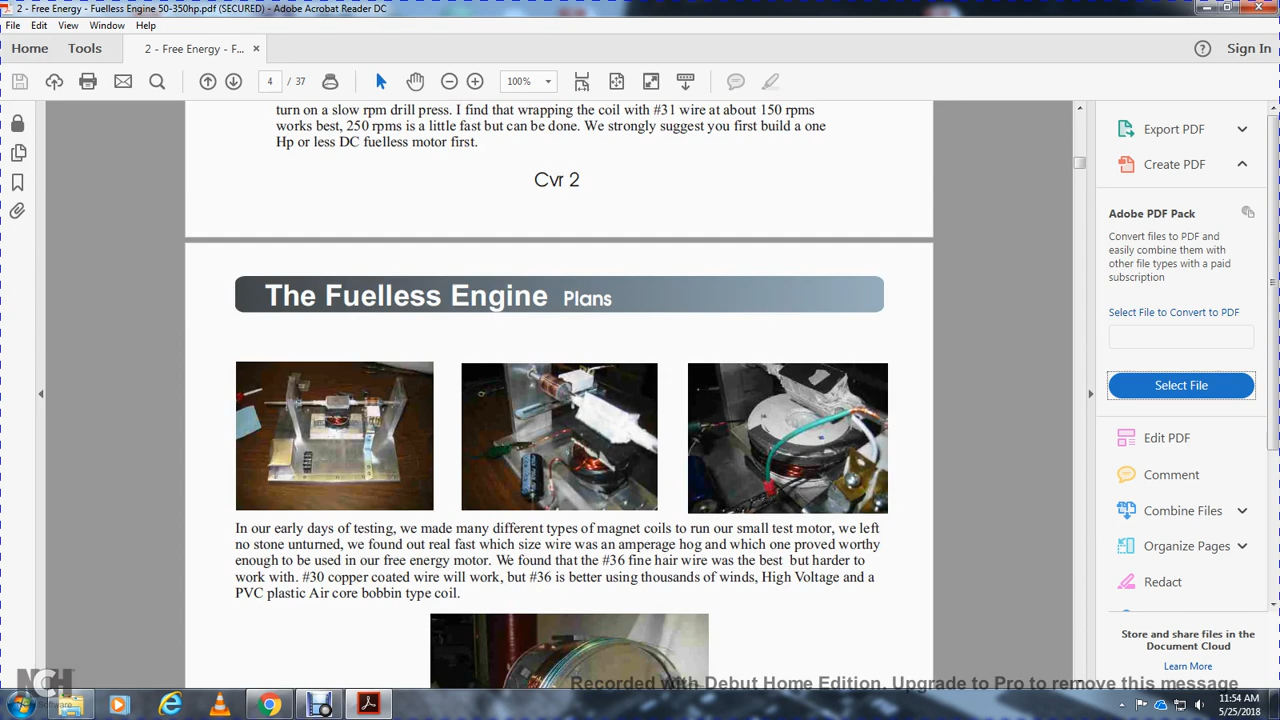 2 - Free Energy - Fuelless Engine 50-350hp.pdf (SECURED) - Adobe Acrobat Reader DC
File Edit View Window Help
Home Tools 2 - Free Energy - F... × Sign In
4 / 37 100%
turn on a slow rpm drill press. I find that wrapping the coil with #31 wire at about 150 rpms
works best, 250 rpms is a little fast but can be done. We strongly suggest you first build a one
Hp or less DC fuelless motor first.
Cvr 2
The Fuelless Engine Plans
In our early days of testing, we made many different types of magnet coils to run our small test motor, we left
no stone unturned, we found out real fast which size wire was an amperage hog and which one proved worthy
enough to be used in our free energy motor. We found that the #36 fine hair wire was the best but harder to
work with. #30 copper coated wire will work, but #36 is better using thousands of winds, High Voltage and a
PVC plastic Air core bobbin type coil.
Export PDF
Create PDF
Adobe PDF Pack
Convert files to PDF and
easily combine them with
other file types with a paid
subscription
Select File to Convert to PDF
Select File
Edit PDF
Comment
Combine Files
Organize Pages
Redact
Store and share files in the
Document Cloud
Learn More
NCH
Software
Recorded with Debut Home Edition. Upgrade to Pro to remove this message
11:54 AM
5/25/2018